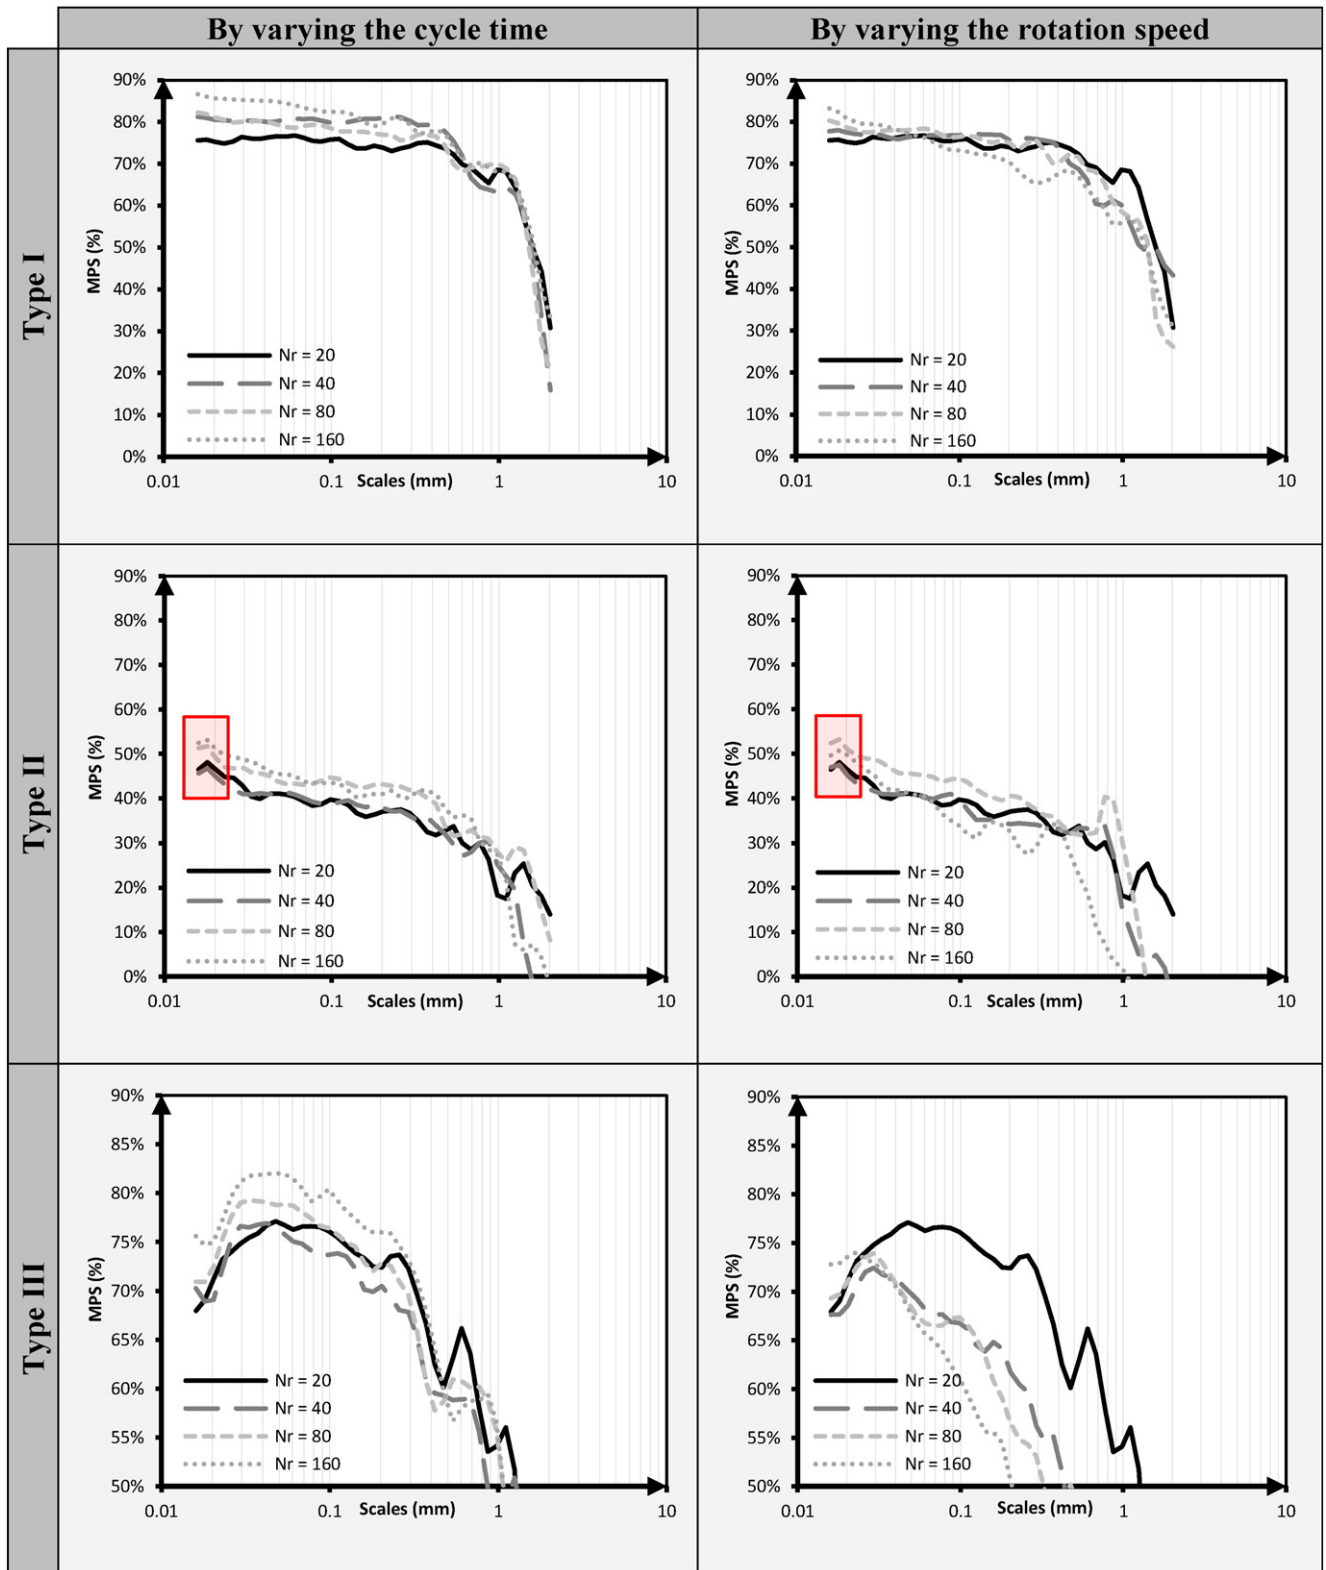 By varying the cycle time
By varying the rotation speed
Type I
90%
80%
70%
60%
50%
40%
30%
20%
10%
0%
MPS (%)
Nr = 20
Nr = 40
Nr = 80
Nr = 160
0.01
0.1
Scales (mm)
1
10
90%
80%
70%
60%
50%
40%
30%
20%
10%
0%
MPS (%)
Nr = 20
Nr = 40
Nr = 80
Nr = 160
0.01
0.1
Scales (mm)
1
10
Type II
90%
80%
70%
60%
50%
40%
30%
20%
10%
0%
MPS (%)
Nr = 20
Nr = 40
Nr = 80
Nr = 160
0.01
0.1
Scales (mm)
1
10
90%
80%
70%
60%
50%
40%
30%
20%
10%
0%
MPS (%)
Nr = 20
Nr = 40
Nr = 80
Nr = 160
0.01
0.1
Scales (mm)
1
10
Type III
90%
85%
80%
75%
70%
65%
60%
55%
50%
MPS (%)
Nr = 20
Nr = 40
Nr = 80
Nr = 160
0.01
0.1
Scales (mm)
1
10
90%
85%
80%
75%
70%
65%
60%
55%
50%
MPS (%)
Nr = 20
Nr = 40
Nr = 80
Nr = 160
0.01
0.1
Scales (mm)
1
10